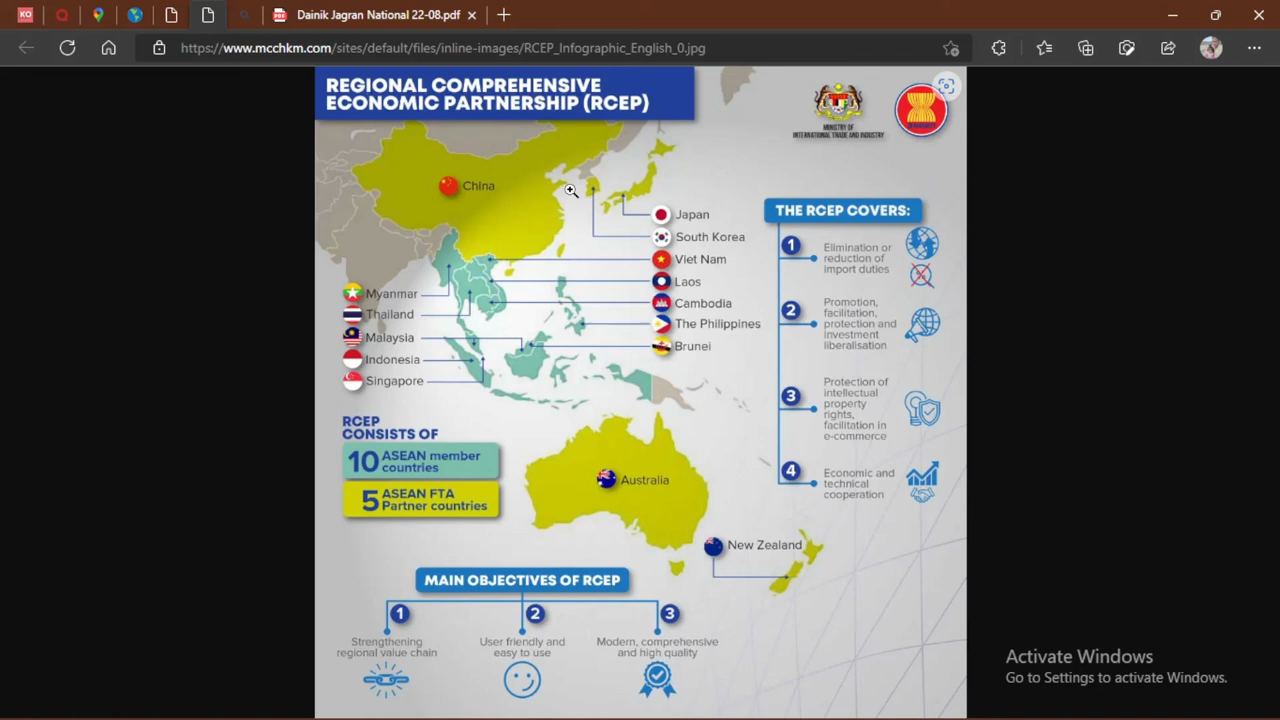 KO
Dainik Jagran National 22-08.pdf
https://www.mcchkm.com/sites/default/files/inline-images/RCEP_Infographic_English_0.jpg
REGIONAL COMPREHENSIVE
ECONOMIC PARTNERSHIP (RCEP)
MINISTRY OF
INTERNATIONAL TRADE AND INDUSTRY
China
Japan
South Korea
Viet Nam
Laos
Cambodia
The Philippines
Brunei
Myanmar
Thailand
Malaysia
Indonesia
Singapore
RCEP
CONSISTS OF
10 ASEAN member
countries
5 ASEAN FTA
Partner countries
Australia
New Zealand
THE RCEP COVERS:
1
Elimination or
reduction of
import duties
2
Promotion,
facilitation,
protection and
investment
liberalisation
3
Protection of
intellectual
property
rights,
facilitation in
e-commerce
4
Economic and
technical
cooperation
MAIN OBJECTIVES OF RCEP
1
Strengthening
regional value chain
2
User friendly and
easy to use
3
Modern, comprehensive
and high quality
Activate Windows
Go to Settings to activate Windows.